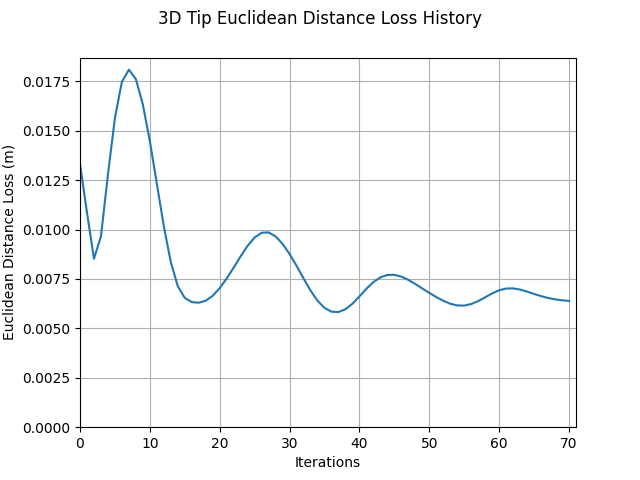 3D Tip Euclidean Distance Loss History
Euclidean Distance Loss (m)
0.0175
0.0150
0.0125
0.0100
0.0075
0.0050
0.0025
0.0000
0 10 20 30 40 50 60 70
Iterations